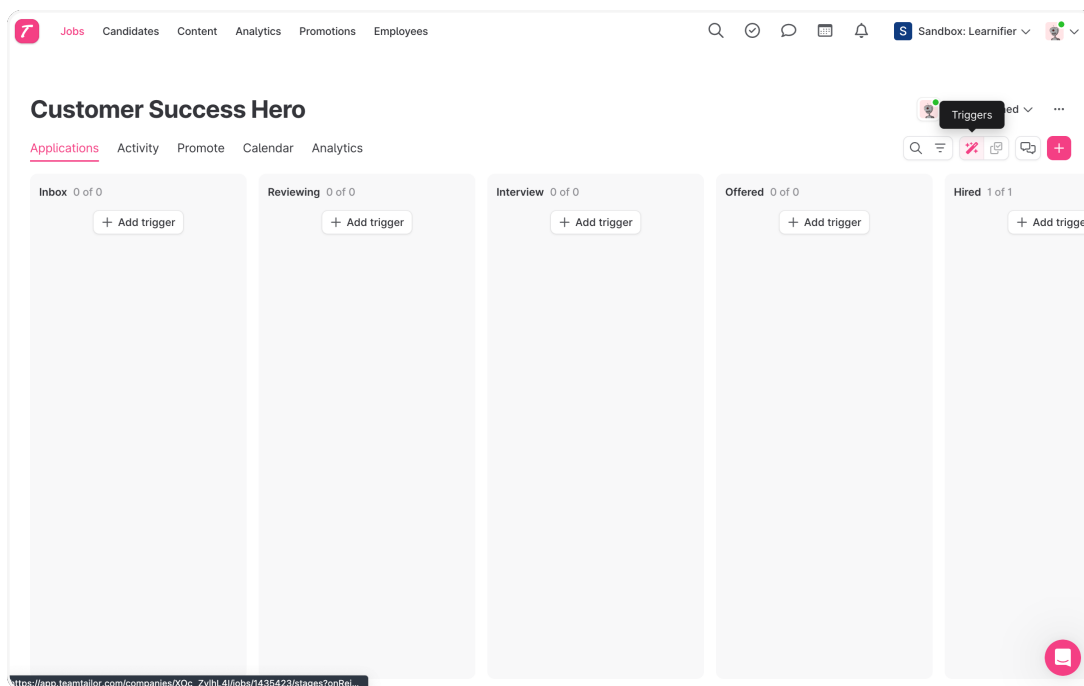 Jobs Candidates Content Analytics Promotions Employees S Sandbox: Learnifier
Customer Success Hero
Triggers
Applications Activity Promote Calendar Analytics
Inbox 0 of 0 Reviewing 0 of 0 Interview 0 of 0 Offered 0 of 0 Hired 1 of 1
Add trigger Add trigger Add trigger Add trigger Add trigge